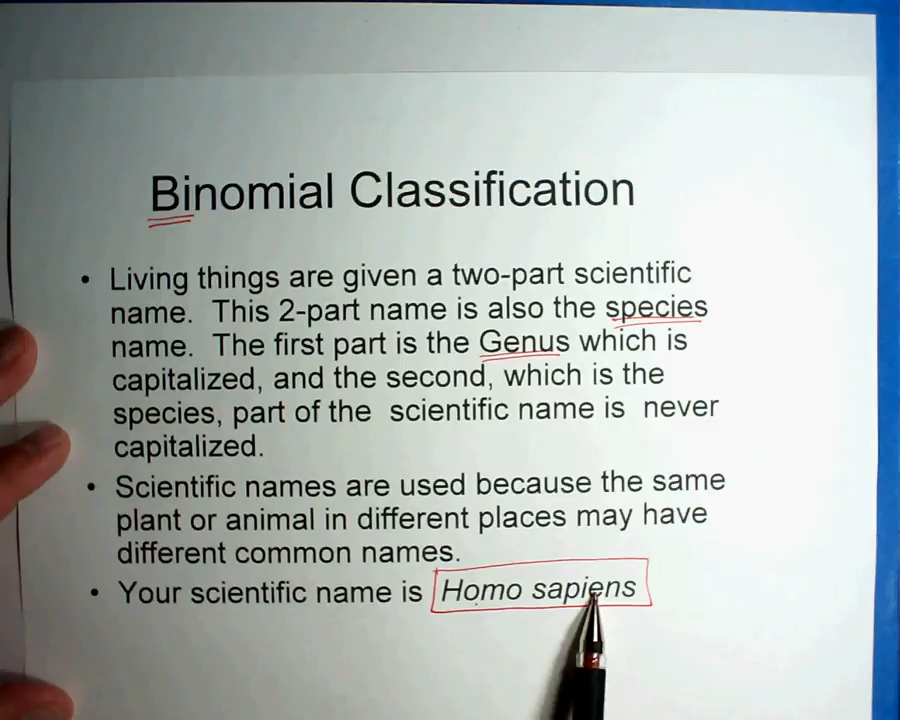 Binomial Classification
• Living things are given a two-part scientific
name. This 2-part name is also the species
name. The first part is the Genus which is
capitalized, and the second, which is the
species, part of the scientific name is never
capitalized.
• Scientific names are used because the same
plant or animal in different places may have
different common names.
• Your scientific name is Homo sapiens